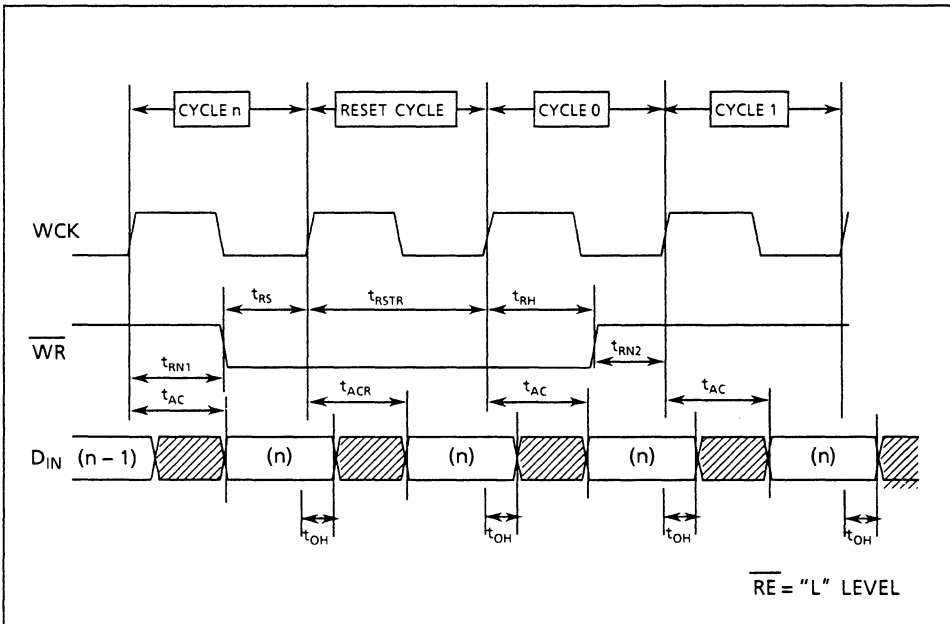 CYCLE n RESET CYCLE CYCLE 0 CYCLE 1
WCK
tRS tRSTR tRH
WR
tRN1 tRN2
tAC tACR tAC tAC
DIN (n − 1) (n) (n) (n) (n)
tOH tOH tOH tOH
RE = "L" LEVEL